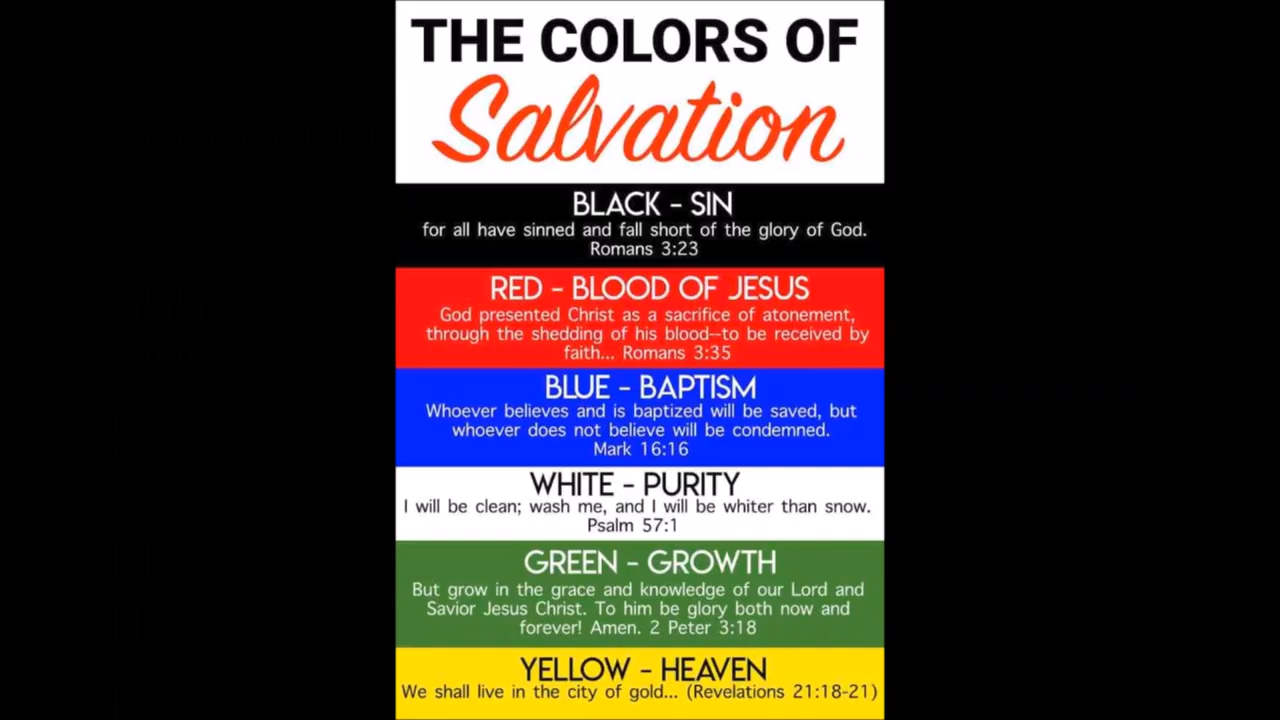 THE COLORS OF
Salvation
BLACK - SIN
for all have sinned and fall short of the glory of God.
Romans 3:23
RED - BLOOD OF JESUS
God presented Christ as a sacrifice of atonement,
through the shedding of his blood--to be received by
faith... Romans 3:35
BLUE - BAPTISM
Whoever believes and is baptized will be saved, but
whoever does not believe will be condemned.
Mark 16:16
WHITE - PURITY
I will be clean; wash me, and I will be whiter than snow.
Psalm 57:1
GREEN - GROWTH
But grow in the grace and knowledge of our Lord and
Savior Jesus Christ. To him be glory both now and
forever! Amen. 2 Peter 3:18
YELLOW - HEAVEN
We shall live in the city of gold... (Revelations 21:18-21)